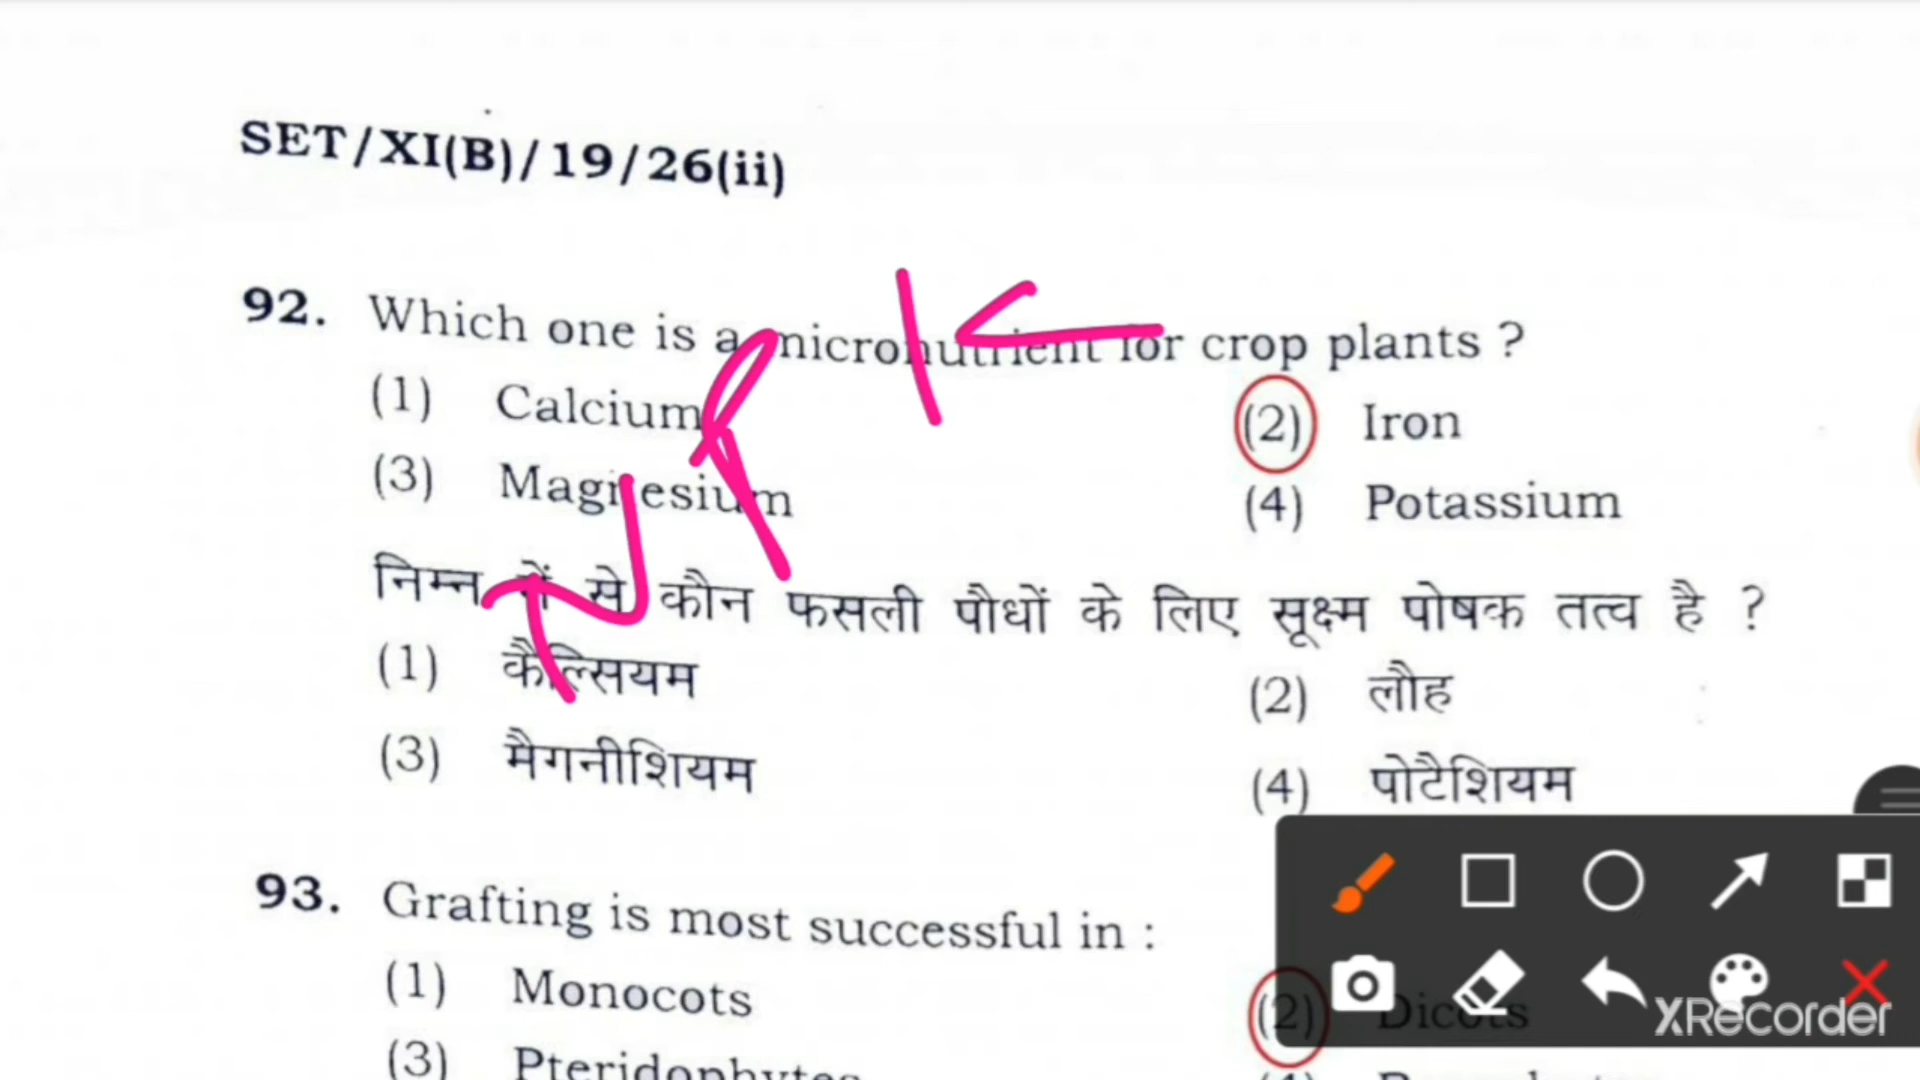 SET/XI(B)/19/26(ii)
92. Which one is a micronutrient for crop plants ?
(1) Calcium (2) Iron
(3) Magnesium (4) Potassium
निम्न में से कौन फसली पौधों के लिए सूक्ष्म पोषक तत्व है ?
(1) कैल्सियम (2) लौह
(3) मैगनीशियम (4) पोटैशियम
93. Grafting is most successful in :
(1) Monocots (2) Dicots
(3) Pteridophytes (4)
XRecorder